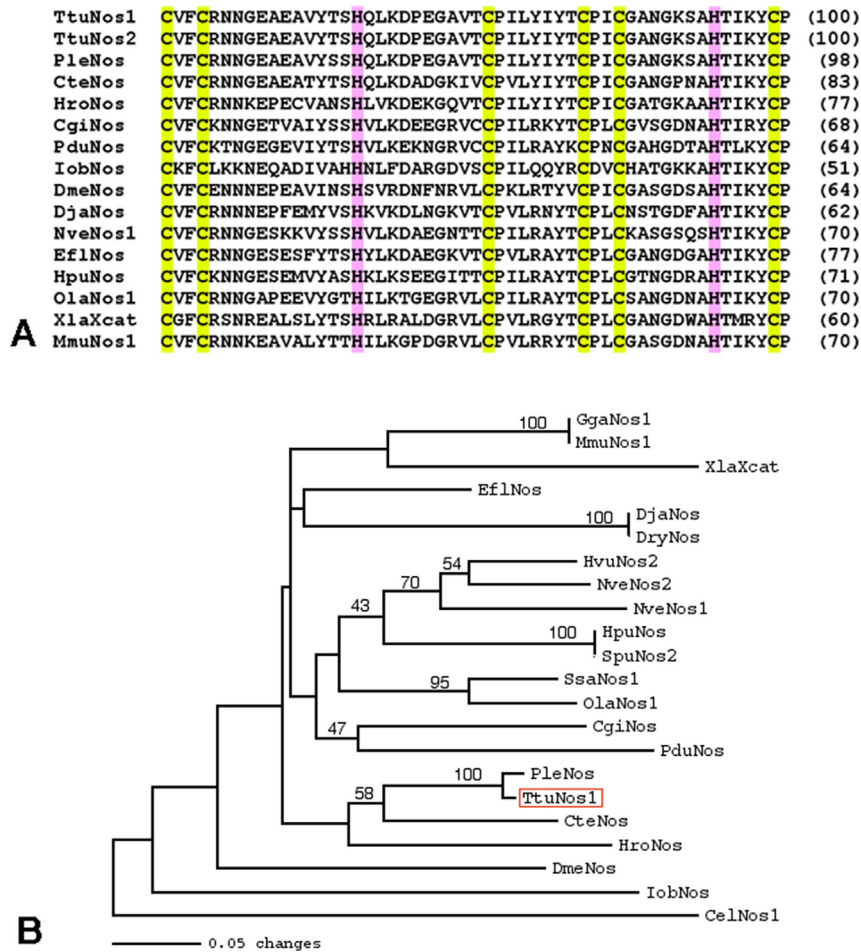 TtuNos1 CVFCRNNGEAEAVYTSHQLKDPEGAVTCPILYIYTCPICGANGKSAHTIKYCP (100)
TtuNos2 CVFCRNNGEAEAVYTSHQLKDPEGAVTCPILYIYTCPICGANGKSAHTIKYCP (100)
PleNos CVFCRNNGEAEAVYSSHQLKDPEGAVTCPILYIYTCPICGANGKSAHTIKYCP (98)
CteNos CVFCRNNGEAEATYTSHQLKDADGKIVCPVLYIYTCPICGANGPNAHTIKYCP (83)
HroNos CVFCRNNKEPECVANSHLVKDEKGQVTCPILYIYTCPICGATGKAAHTIKYCP (77)
CgiNos CVFCKNNGETVAIYSSHVLKDEEGRVCCPILRKYTCPLCGVSGDNAHTIRYCP (68)
PduNos CVFCKTNGEGEVIYTSHVLKEKNGRVLCPILRAYKCPNCGAHGDTAHTLKYCP (64)
IobNos CKFCLKKNEQADIVAHHNLFDARGDVSCPILQQYRCDVCHATGKKAHTIKYCP (51)
DmeNos CVFCENNNEPEAVINSHSVRDNFNRVLCPKLRTYVCPICGASGDSAHTIKYCP (64)
DjaNos CVFCRNNNEPFEMYVSHKVKDLNGKVTCPVLRNYTCPLCNSTGDFAHTIKYCP (62)
NveNos1 CVFCRNNGESKKVYSSHVLKDAEGNTTCPILRAYTCPLCKASGSQSHTIKYCP (70)
EflNos CVFCRNNGESESFYTSHYLKDAEGKVTCPILRAYTCPLCGANGDGAHTIKYCP (77)
HpuNos CVFCKNNGESEMVYASHKLKSEEGITTCPILRAYTCPLCGTNGDRAHTIKYCP (71)
OlaNos1 CVFCRNNGAPEEVYGTHILKTGEGRVLCPILRAYTCPLCSANGDNAHTIKYCP (70)
XlaXcat CGFCRSNREALSLYTSHRLRALDGRVLCPVLRGYTCPLCGANGDWAHTMRYCP (60)
MmuNos1 CVFCRNNKEAVALYTTHILKGPDGRVLCPVLRRYTCPLCGASGDNAHTIKYCP (70)
A
100 GgaNos1
MmuNos1
XlaXcat
EflNos
100 DjaNos
DryNos
54 HvuNos2
70 NveNos2
NveNos1
43
100 HpuNos
SpuNos2
95 SsaNos1
OlaNos1
47 CgiNos
PduNos
100 PleNos
58 TtuNos1
CteNos
HroNos
DmeNos
IobNos
CelNos1
B
0.05 changes